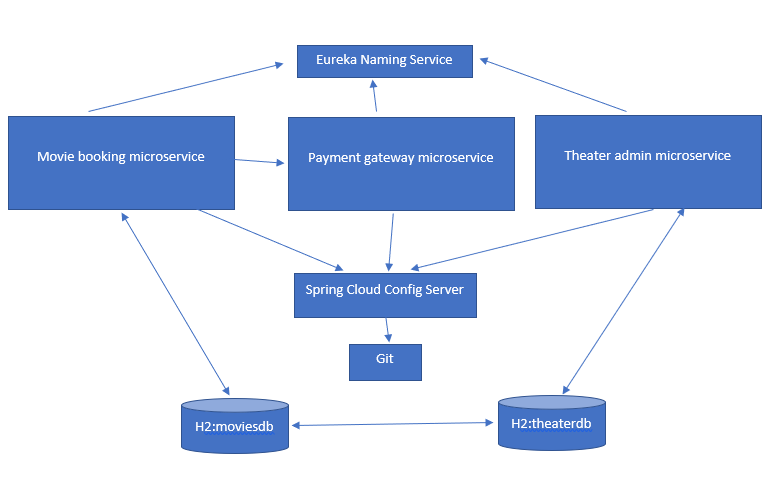 Eureka Naming Service
Movie booking microservice
Payment gateway microservice
Theater admin microservice
Spring Cloud Config Server
Git
H2:moviesdb
H2:theaterdb